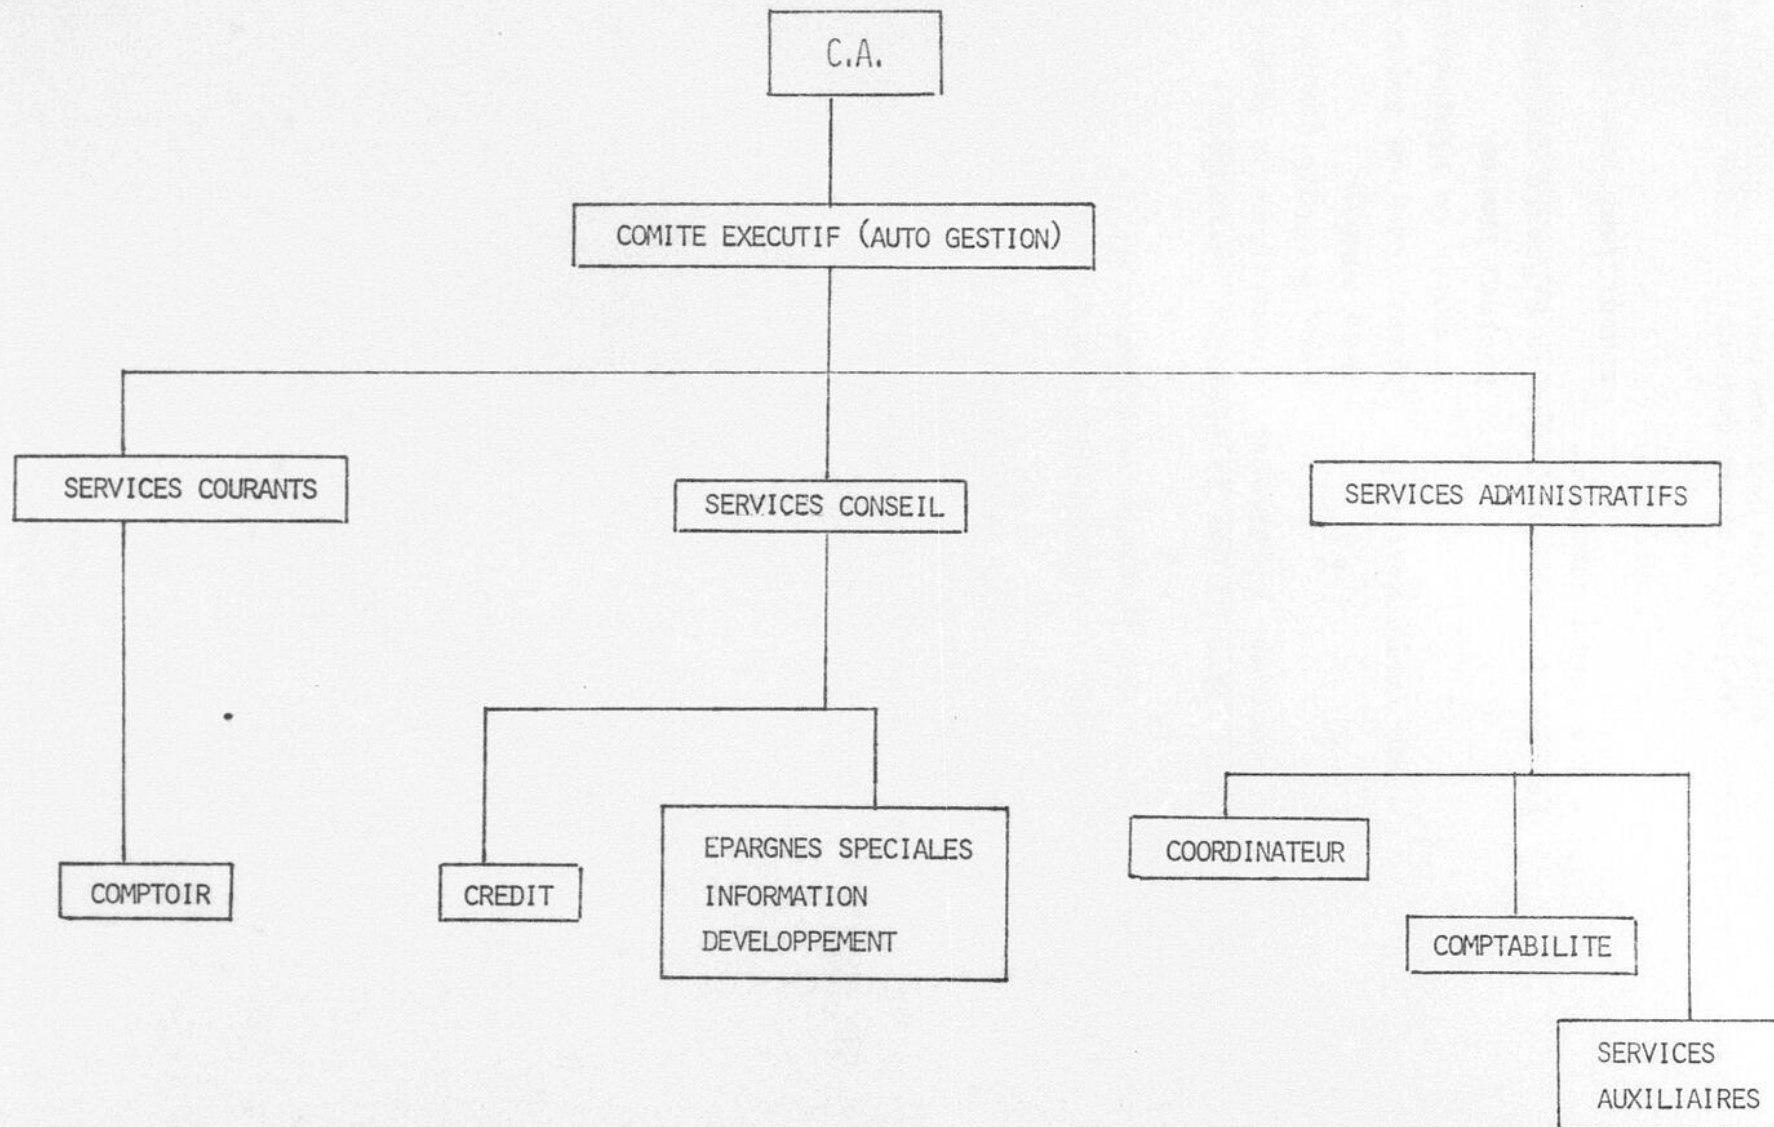 C.A.
COMITE EXECUTIF (AUTO GESTION)
SERVICES COURANTS
SERVICES CONSEIL
SERVICES ADMINISTRATIFS
COMPTOIR
CREDIT
EPARGNES SPECIALES
INFORMATION
DEVELOPPEMENT
COORDINATEUR
COMPTABILITE
SERVICES
AUXILIAIRES